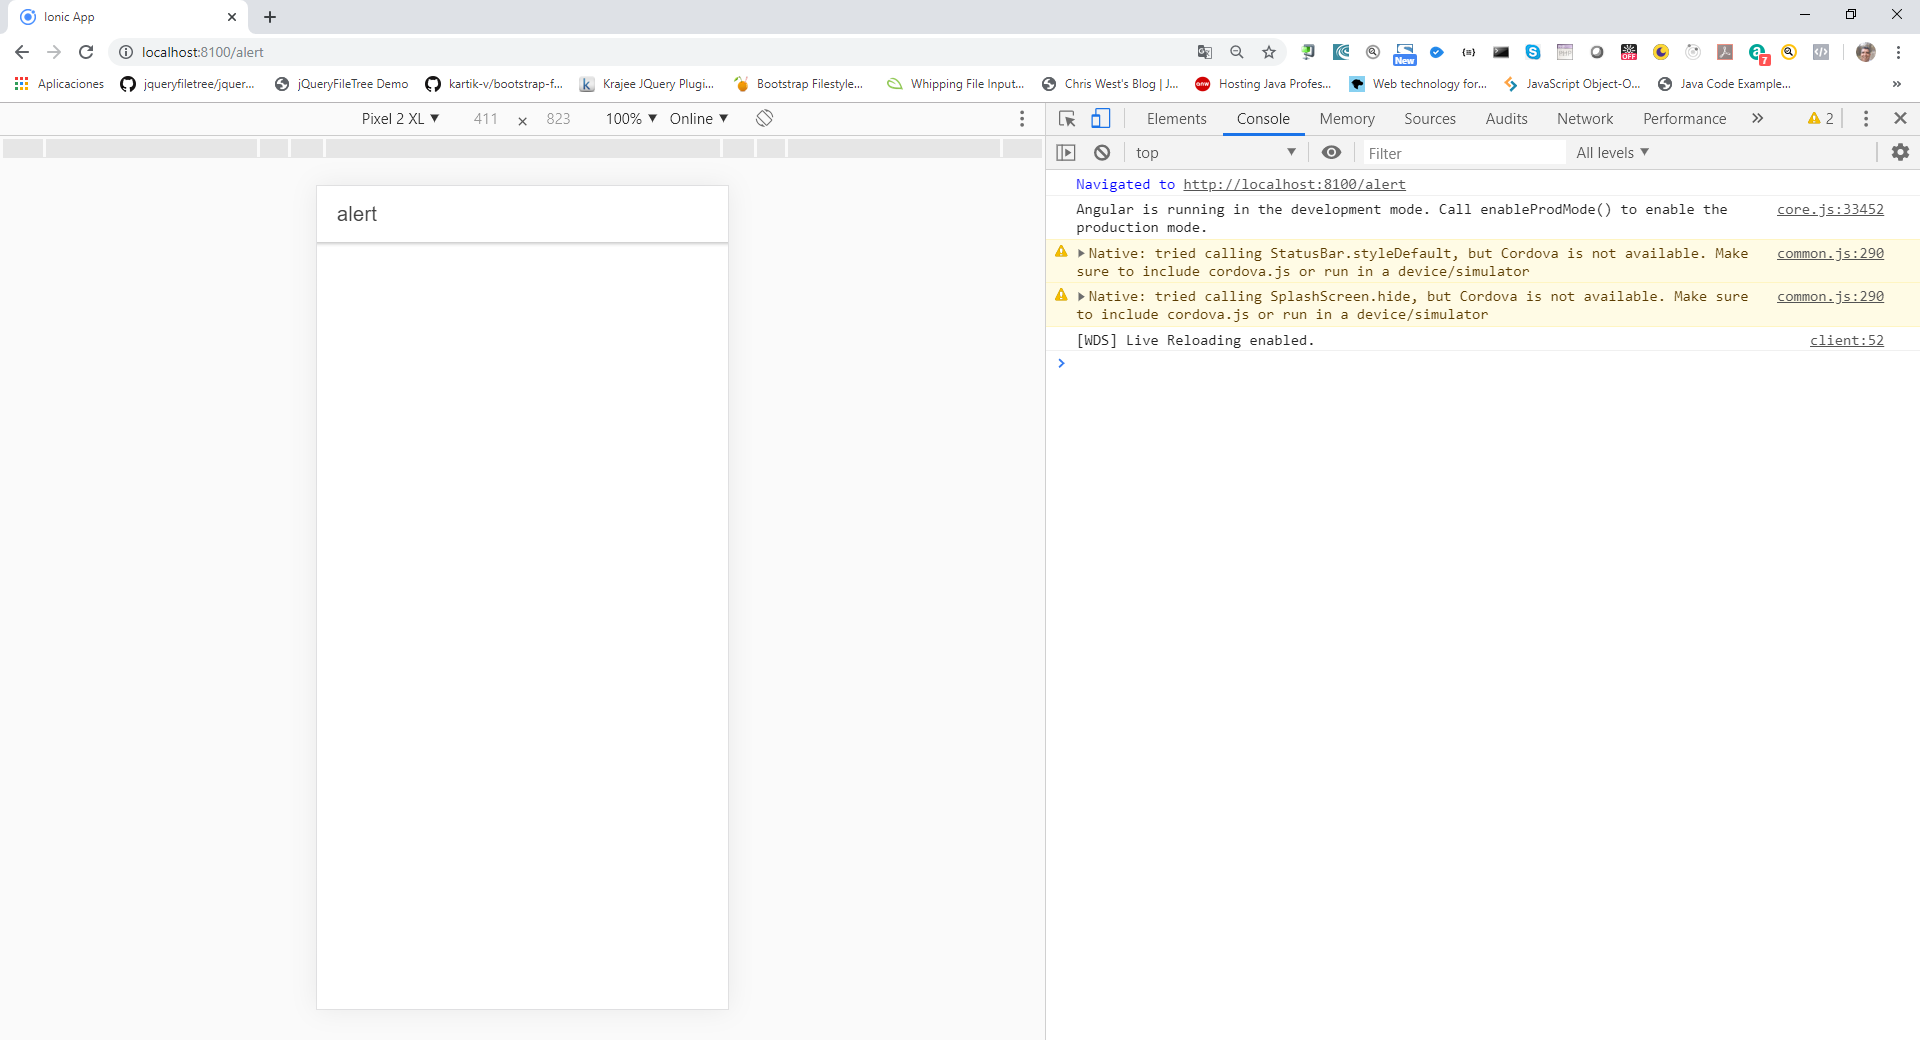 Ionic App
localhost:8100/alert
New
OFF
7
Aplicaciones
jqueryfiletree/jquer...
jQueryFileTree Demo
kartik-v/bootstrap-f...
Krajee JQuery Plugi...
Bootstrap Filestyle...
Whipping File Input...
Chris West's Blog | J...
Hosting Java Profes...
Web technology for...
JavaScript Object-O...
Java Code Example...
Pixel 2 XL
411
823
100%
Online
Elements
Console
Memory
Sources
Audits
Network
Performance
2
top
Filter
All levels
alert
Navigated to http://localhost:8100/alert
Angular is running in the development mode. Call enableProdMode() to enable the core.js:33452
production mode.
Native: tried calling StatusBar.styleDefault, but Cordova is not available. Make common.js:290
sure to include cordova.js or run in a device/simulator
Native: tried calling SplashScreen.hide, but Cordova is not available. Make sure common.js:290
to include cordova.js or run in a device/simulator
[WDS] Live Reloading enabled. client:52